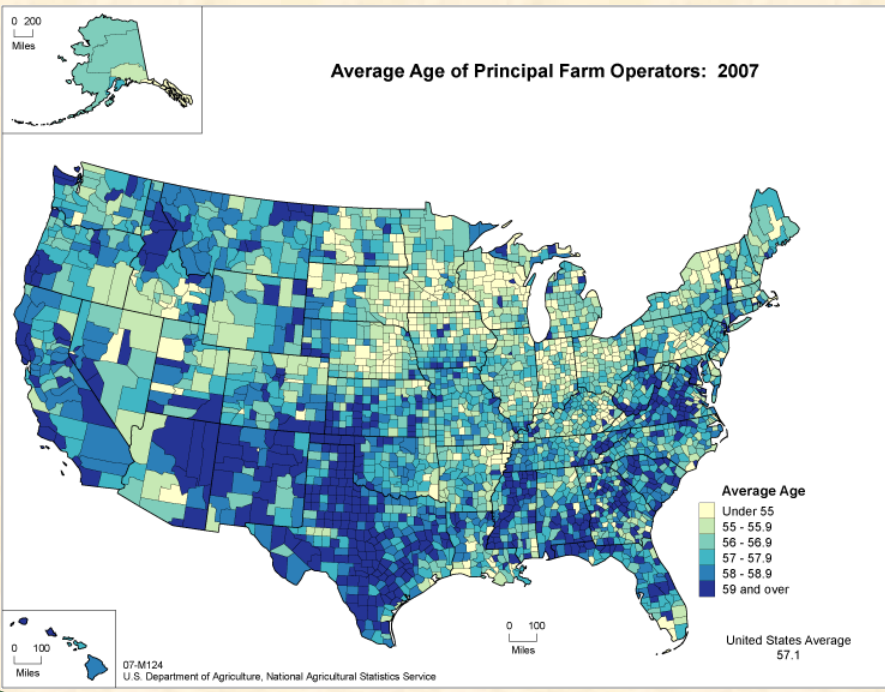 0 200
Miles
Average Age of Principal Farm Operators: 2007
Average Age
Under 55
55 - 55.9
56 - 56.9
57 - 57.9
58 - 58.9
59 and over
0 100
Miles
United States Average
57.1
0 100
Miles
07-M124
U.S. Department of Agriculture, National Agricultural Statistics Service